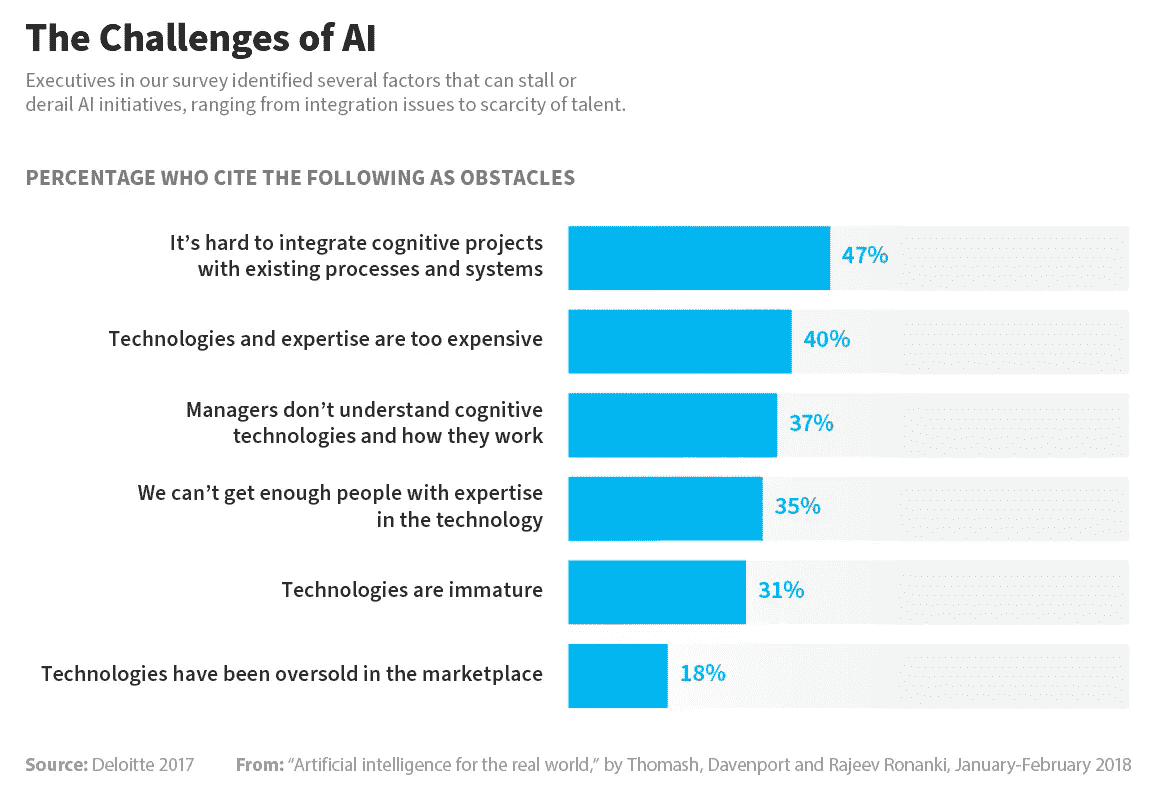 The Challenges of AI
Executives in our survey identified several factors that can stall or
derail AI initiatives, ranging from integration issues to scarcity of talent.
PERCENTAGE WHO CITE THE FOLLOWING AS OBSTACLES
It’s hard to integrate cognitive projects
with existing processes and systems
47%
Technologies and expertise are too expensive
40%
Managers don’t understand cognitive
technologies and how they work
37%
We can’t get enough people with expertise
in the technology
35%
Technologies are immature
31%
Technologies have been oversold in the marketplace
18%
Source: Deloitte 2017 From: “Artificial intelligence for the real world,” by Thomash, Davenport and Rajeev Ronanki, January-February 2018